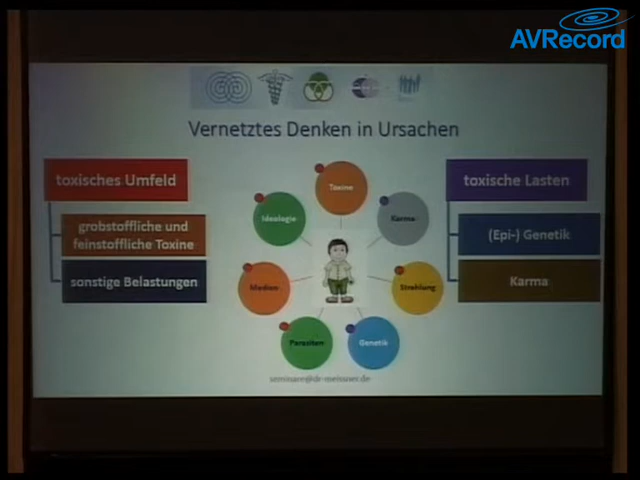 AVRecord
Vernetztes Denken in Ursachen
toxisches Umfeld
grobstoffliche und
feinstoffliche Toxine
sonstige Belastungen
Toxine
Ideologie
Karma
Medien
Strahlung
Parasiten
Genetik
toxische Lasten
(Epi-) Genetik
Karma
seminare@dr-meissner.de